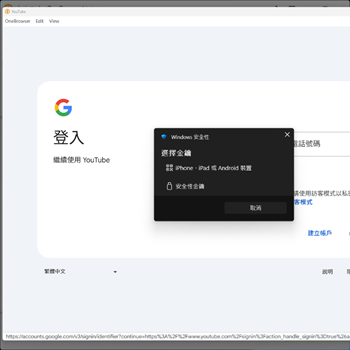 YouTube
OneBrowser Edit View
登入
繼續使用 YouTube
Windows 安全性
選擇金鑰
iPhone、iPad 或 Android 裝置
安全性金鑰
取消
電話號碼
請使用訪客模式以私
客模式
建立帳戶
繁體中文
說明
https://accounts.google.com/v3/signin/identifier?continue=https%3A%2F%2Fwww.youtube.com%2Fsignin%3Faction_handle_signin%3Dtrue%26a